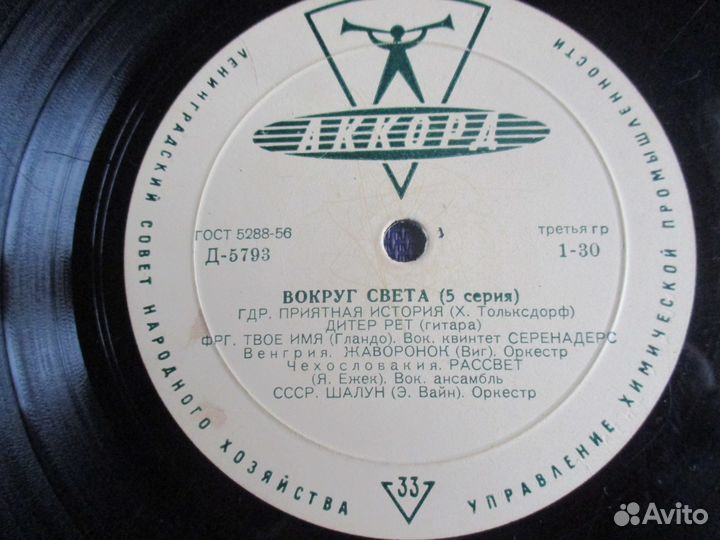 ЛЕНИНГРАДСКИЙ СОВЕТ НАРОДНОГО ХОЗЯЙСТВА
УПРАВЛЕНИЕ ХИМИЧЕСКОЙ ПРОМЫШЛЕННОСТИ
АККОРД
ГОСТ 5288-56
третья гр
Д-5793
1-30
ВОКРУГ СВЕТА (5 серия)
ГДР. ПРИЯТНАЯ ИСТОРИЯ (Х. Тольксдорф)
ДИТЕР РЕТ (гитара)
ФРГ. ТВОЕ ИМЯ (Гландо). Вок. квинтет СЕРЕНАДЕРС
Венгрия. ЖАВОРОНОК (Виг). Оркестр
Чехословакия. РАССВЕТ
(Я. Ежек). Вок. ансамбль
СССР. ШАЛУН (Э. Вайн). Оркестр
33
Avito